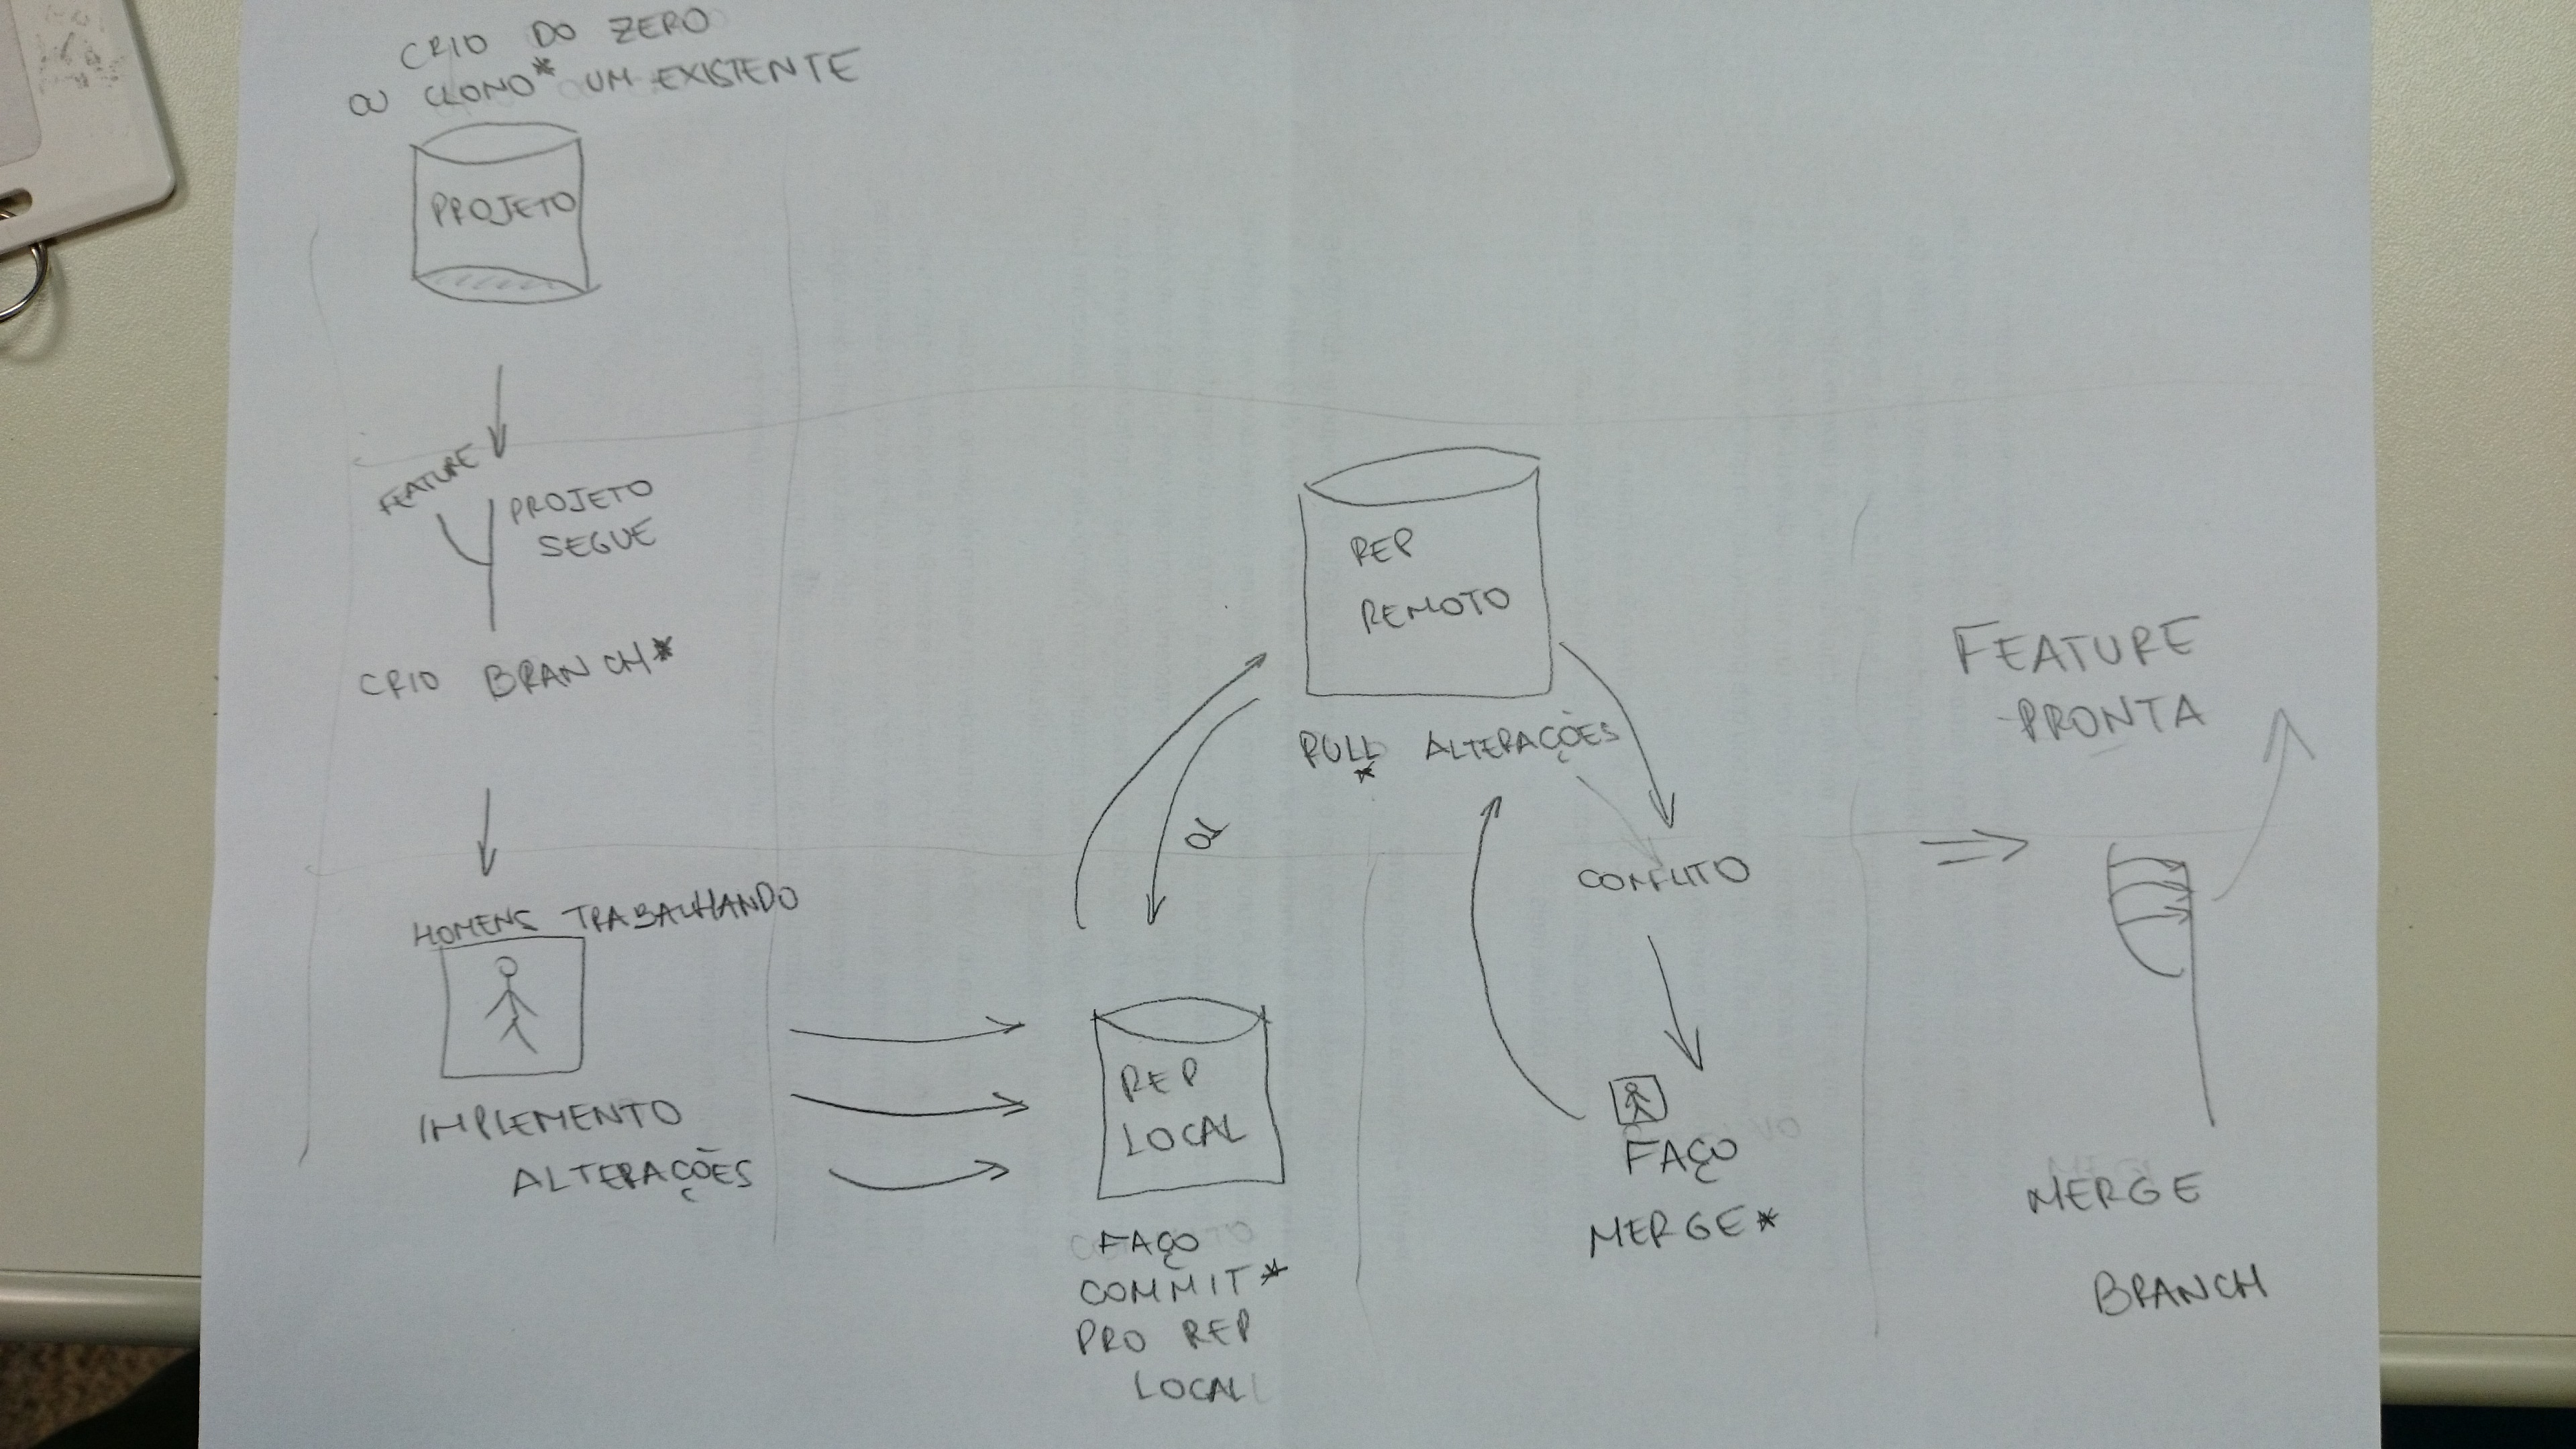 CRIO DO ZERO
OU CLONO* UM EXISTENTE
PROJETO
FEATURE
PROJETO
SEGUE
CRIO BRANCH*
HOMENS TRABALHANDO
IMPLEMENTO
ALTERAÇÕES
REP
LOCAL
FAÇO
COMMIT*
PRO REP
LOCAL
REP
REMOTO
PULL* ALTERAÇÕES
CONFLITO
FAÇO
MERGE*
FEATURE
PRONTA
MERGE
BRANCH